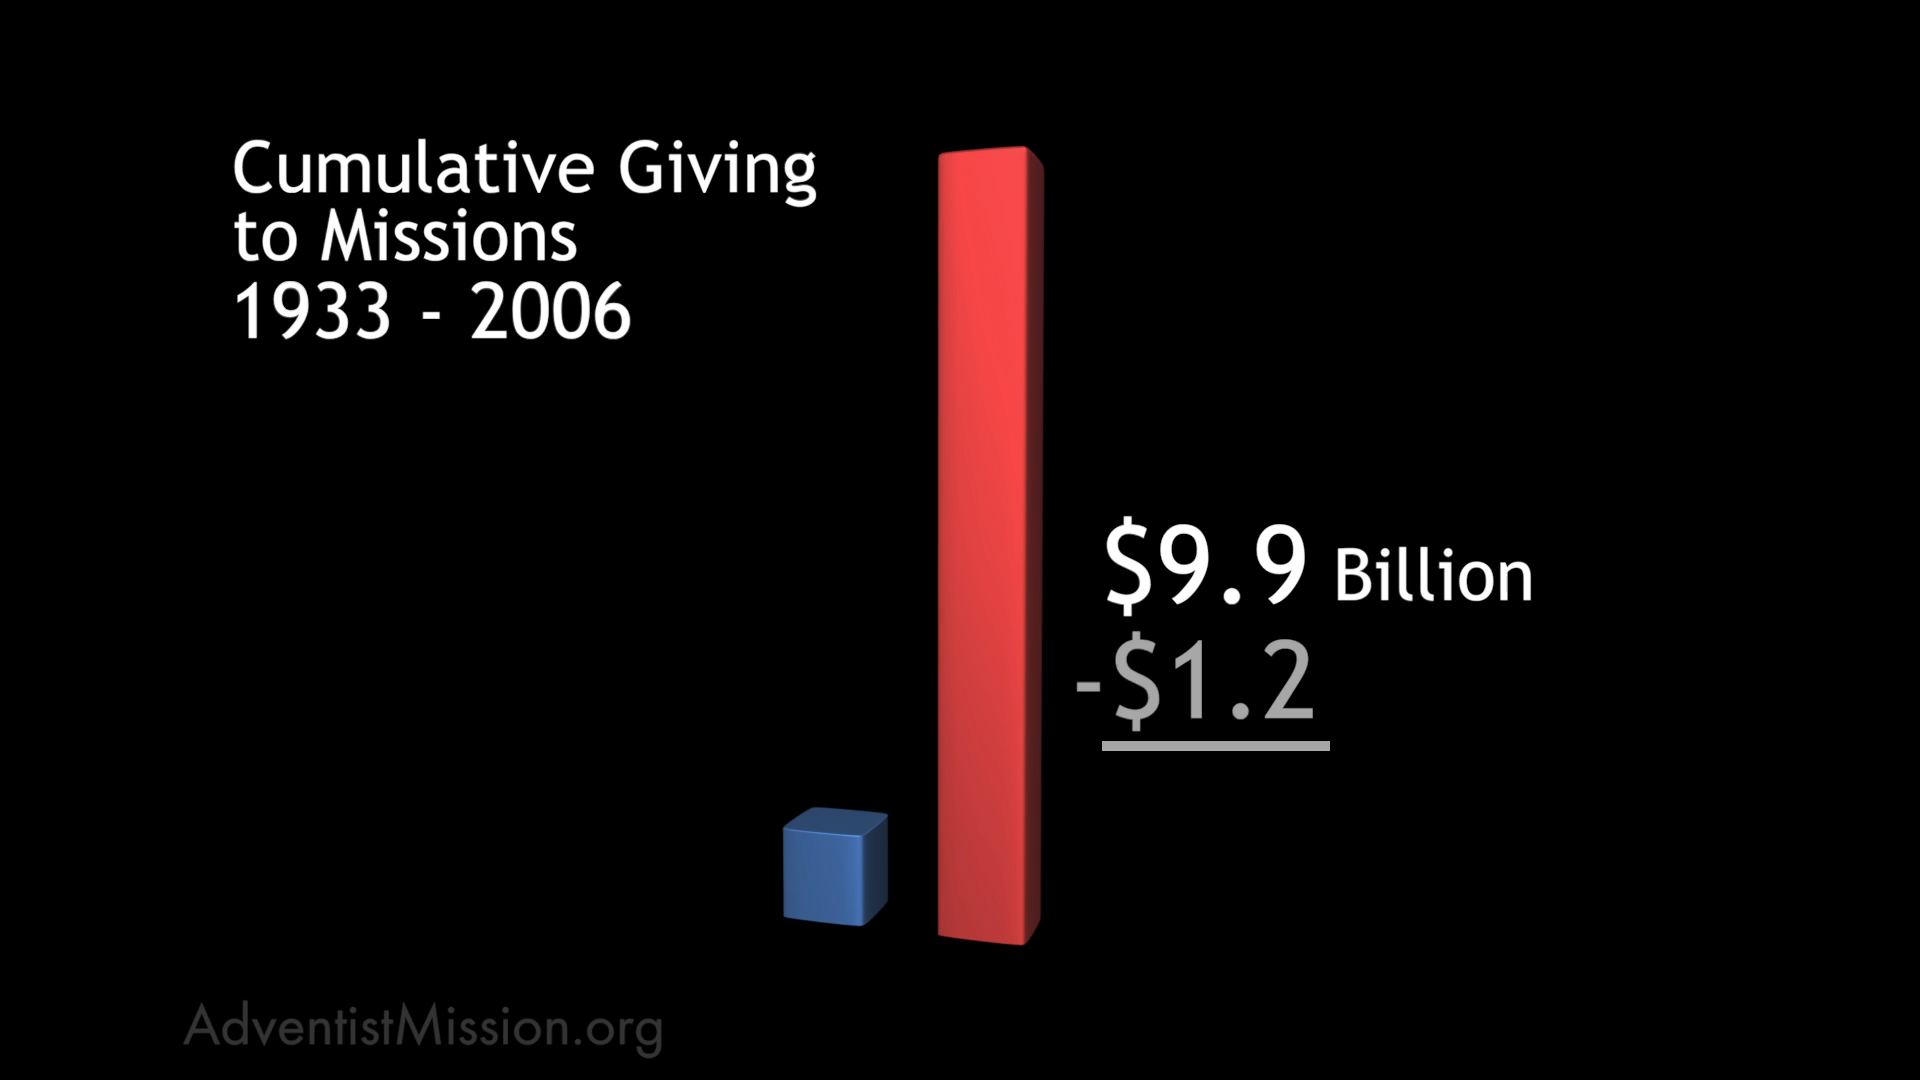 Cumulative Giving
to Missions
1933 - 2006
$9.9 Billion
-$1.2
AdventistMission.org